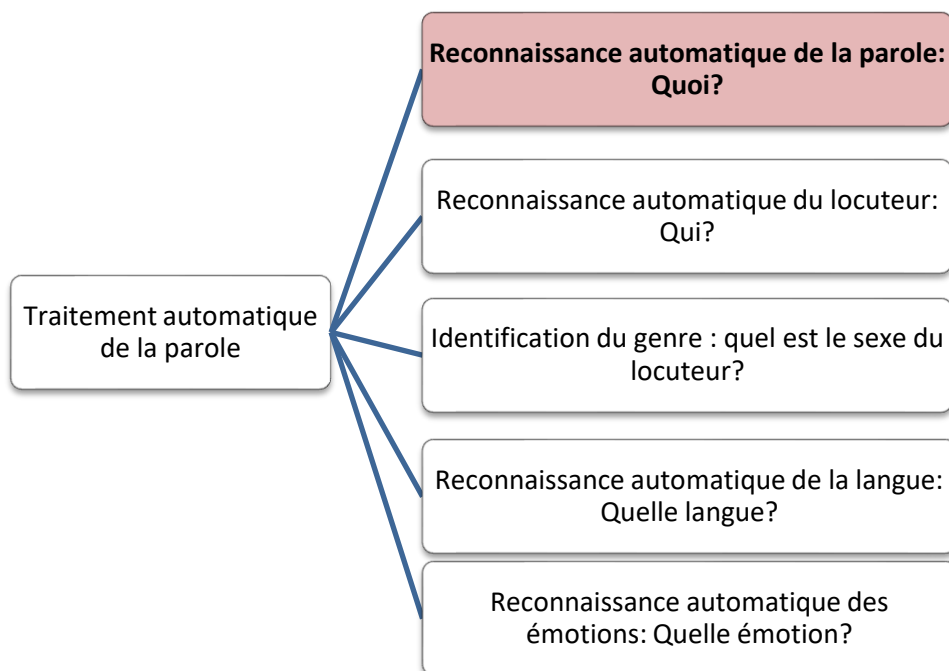 Reconnaissance automatique de la parole:
Quoi?
Reconnaissance automatique du locuteur:
Qui?
Traitement automatique
de la parole
Identification du genre : quel est le sexe du
locuteur?
Reconnaissance automatique de la langue:
Quelle langue?
Reconnaissance automatique des
émotions: Quelle émotion?